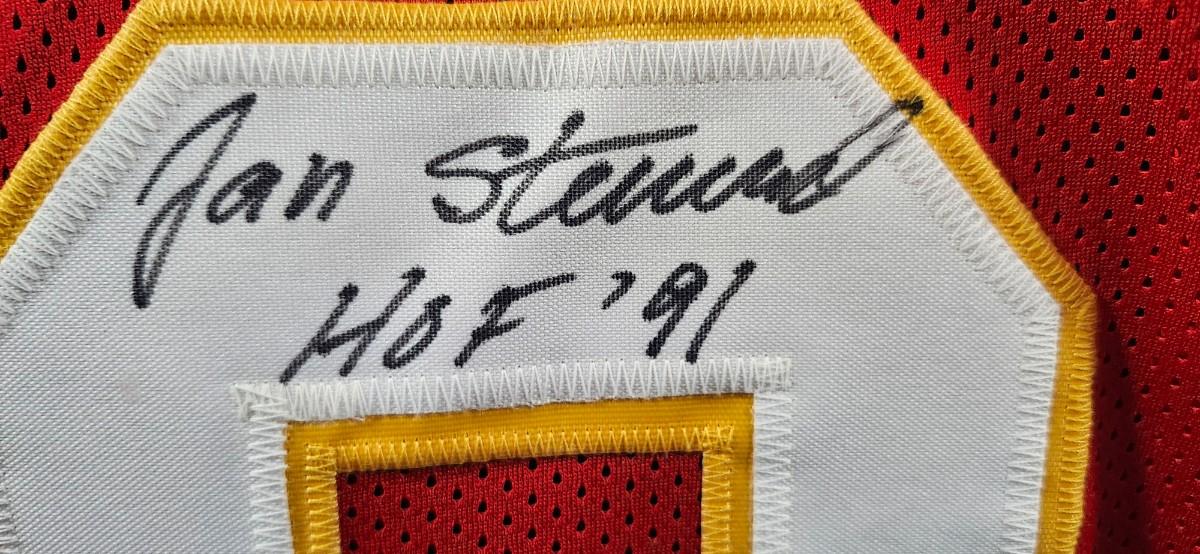 Jan Stenerud
HOF '91